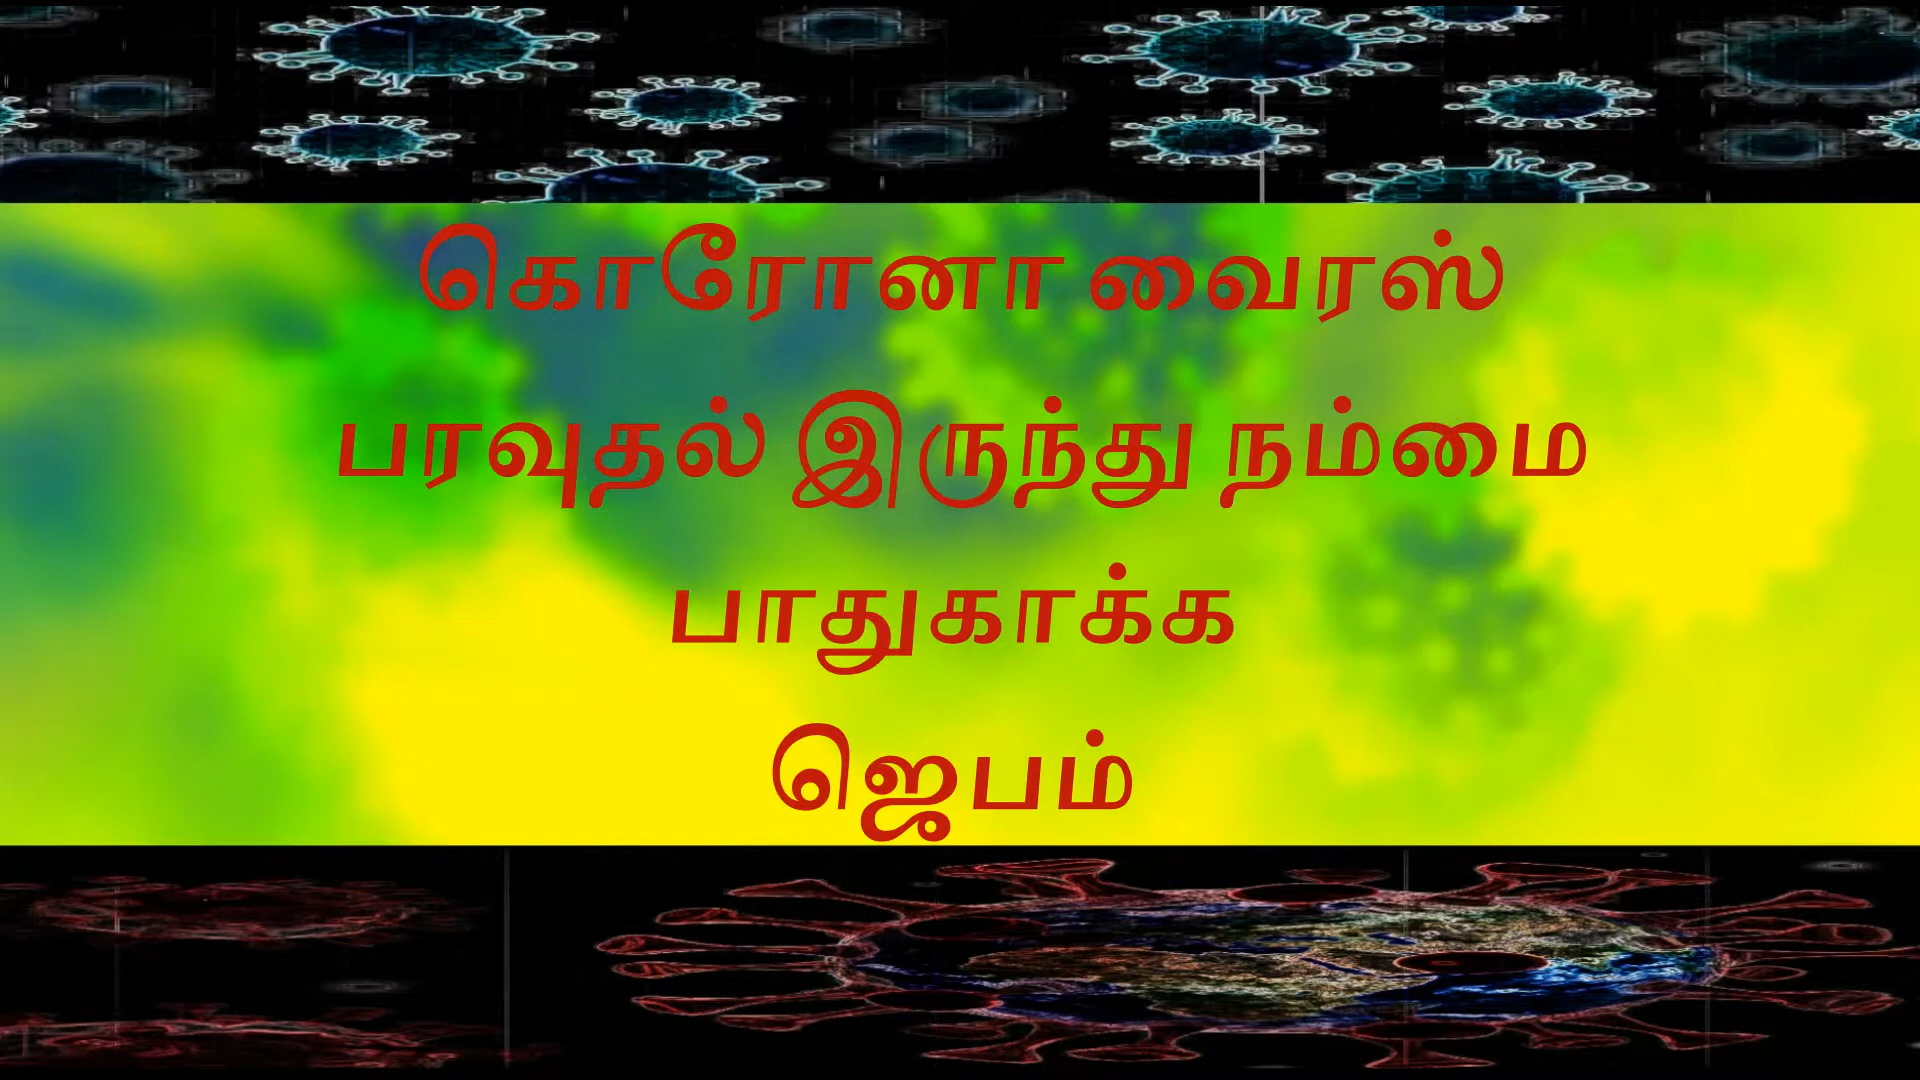 கொரோனா வைரஸ்
பரவுதல் இருந்து நம்மை
பாதுகாக்க
ஜெபம்